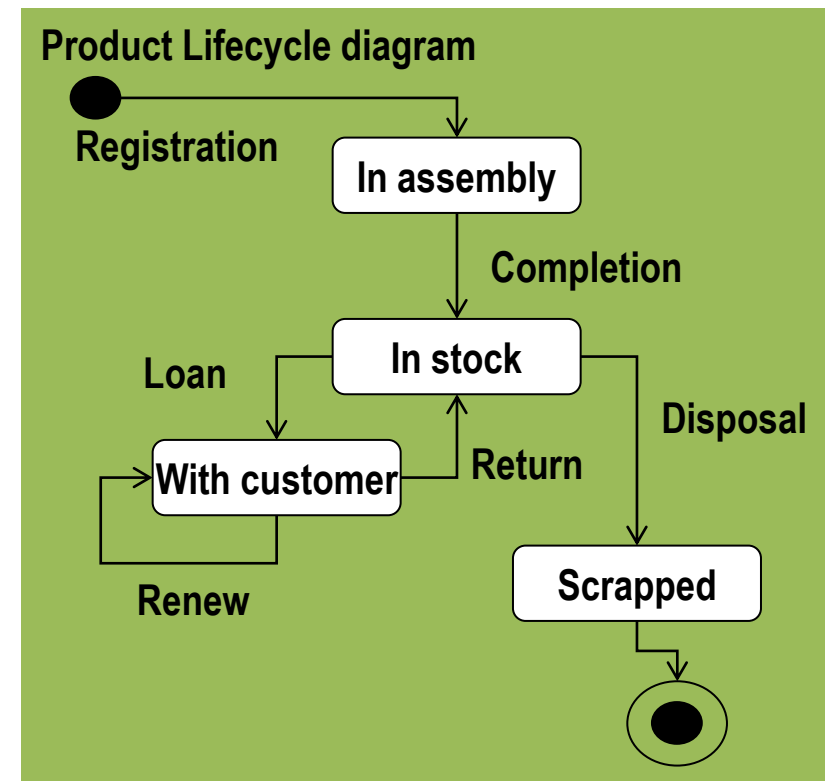 Product Lifecycle diagram
Registration
In assembly
Completion
In stock
Loan
Disposal
With customer
Return
Renew
Scrapped